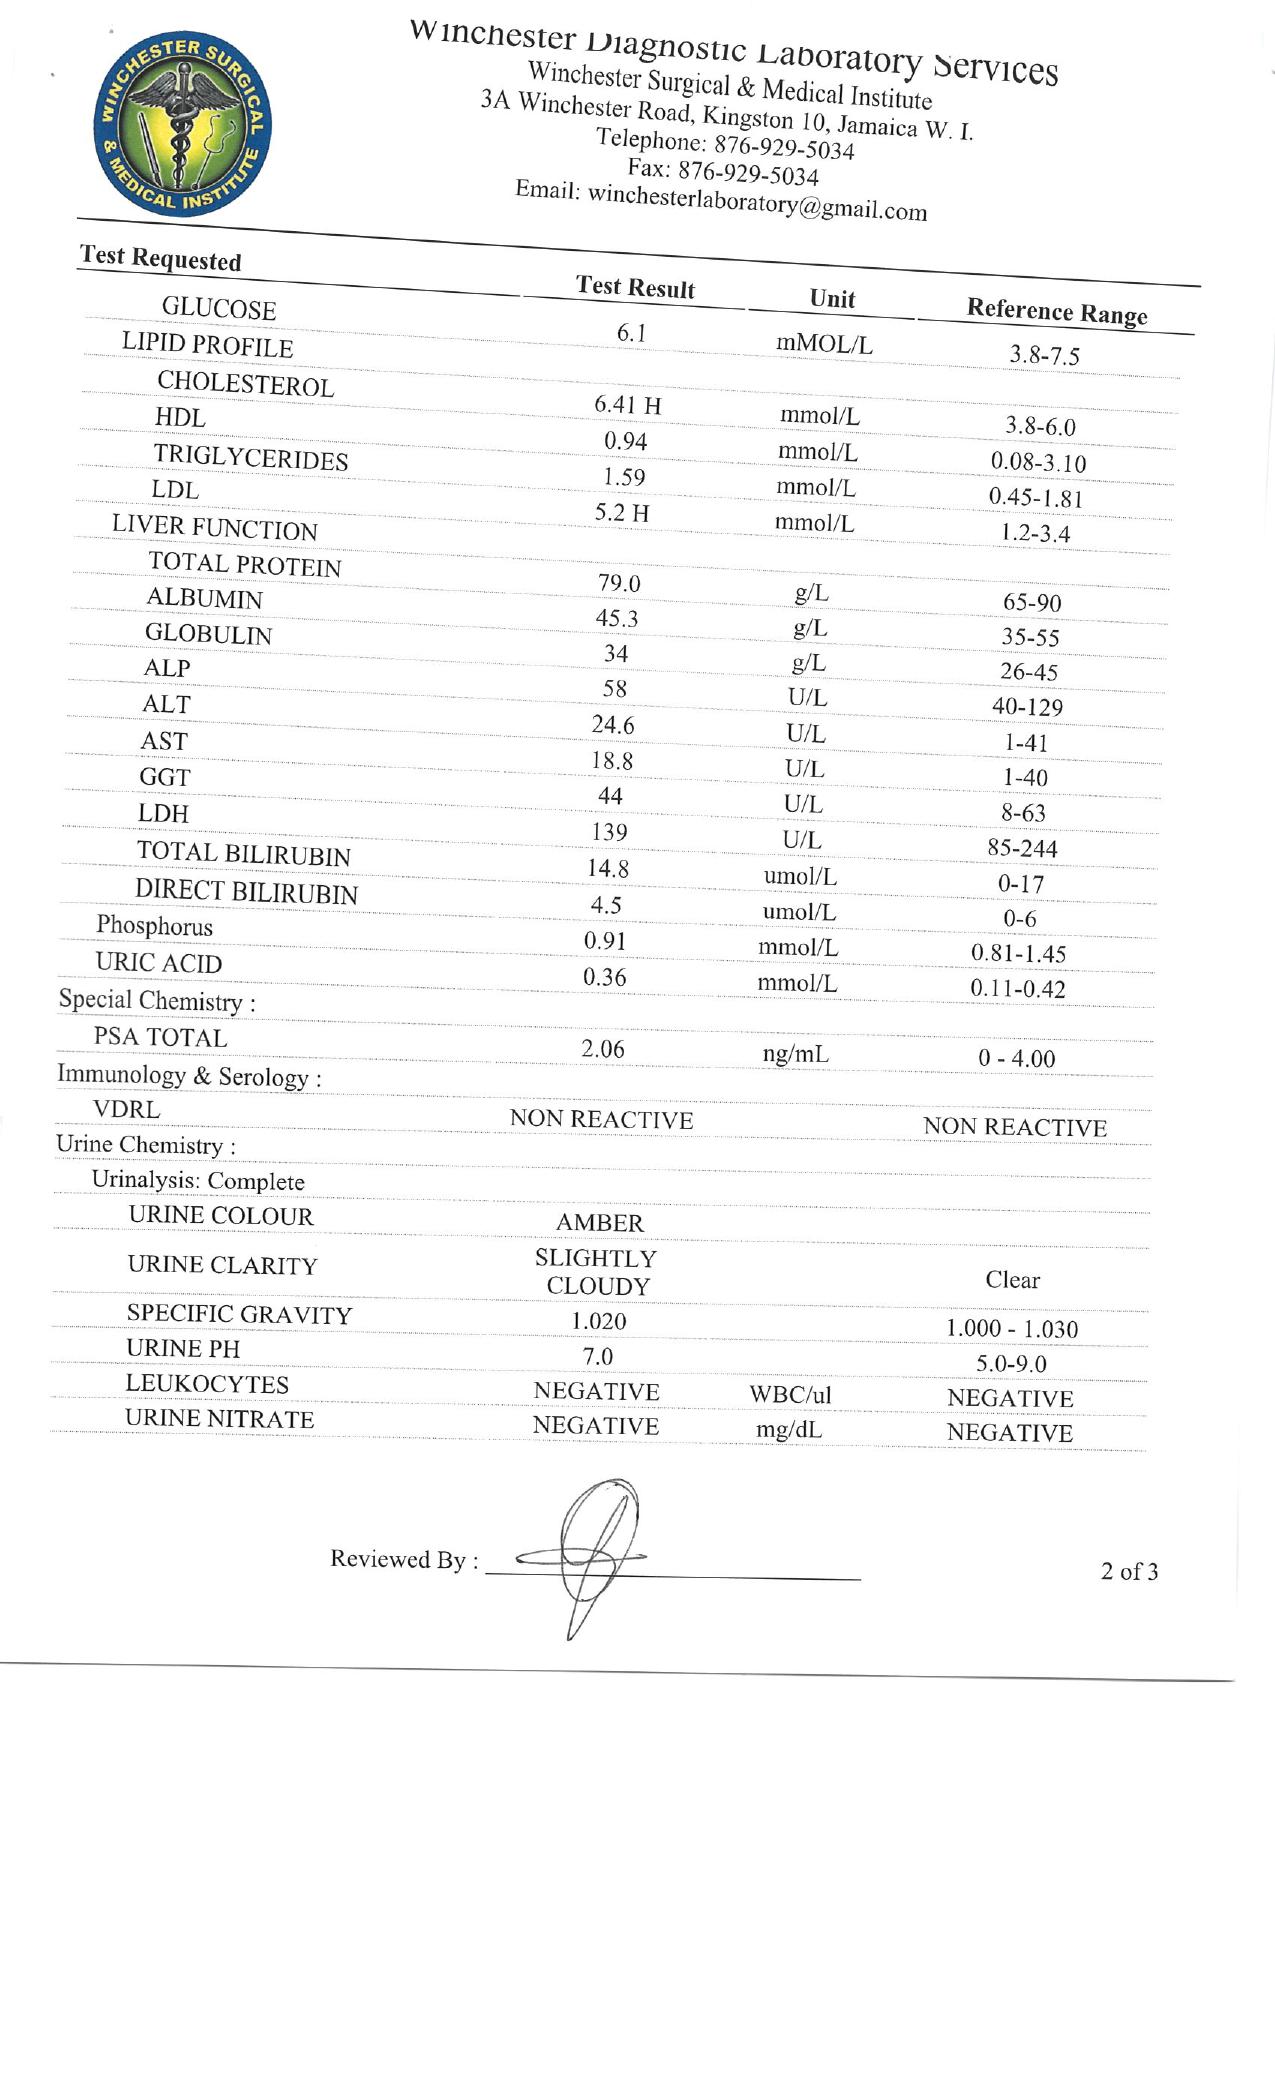 WINCHESTER SURGICAL
& MEDICAL INSTITUTE
Winchester Diagnostic Laboratory Services
Winchester Surgical & Medical Institute
3A Winchester Road, Kingston 10, Jamaica W. I.
Telephone: 876-929-5034
Fax: 876-929-5034
Email: winchesterlaboratory@gmail.com
Test Requested Test Result Unit Reference Range
GLUCOSE 6.1 mMOL/L 3.8-7.5
LIPID PROFILE
CHOLESTEROL 6.41 H mmol/L 3.8-6.0
HDL 0.94 mmol/L 0.08-3.10
TRIGLYCERIDES 1.59 mmol/L 0.45-1.81
LDL 5.2 H mmol/L 1.2-3.4
LIVER FUNCTION
TOTAL PROTEIN 79.0 g/L 65-90
ALBUMIN 45.3 g/L 35-55
GLOBULIN 34 g/L 26-45
ALP 58 U/L 40-129
ALT 24.6 U/L 1-41
AST 18.8 U/L 1-40
GGT 44 U/L 8-63
LDH 139 U/L 85-244
TOTAL BILIRUBIN 14.8 umol/L 0-17
DIRECT BILIRUBIN 4.5 umol/L 0-6
Phosphorus 0.91 mmol/L 0.81-1.45
URIC ACID 0.36 mmol/L 0.11-0.42
Special Chemistry :
PSA TOTAL 2.06 ng/mL 0 - 4.00
Immunology & Serology :
VDRL NON REACTIVE NON REACTIVE
Urine Chemistry :
Urinalysis: Complete
URINE COLOUR AMBER
URINE CLARITY SLIGHTLY CLOUDY Clear
SPECIFIC GRAVITY 1.020 1.000 - 1.030
URINE PH 7.0 5.0-9.0
LEUKOCYTES NEGATIVE WBC/ul NEGATIVE
URINE NITRATE NEGATIVE mg/dL NEGATIVE
Reviewed By :
2 of 3